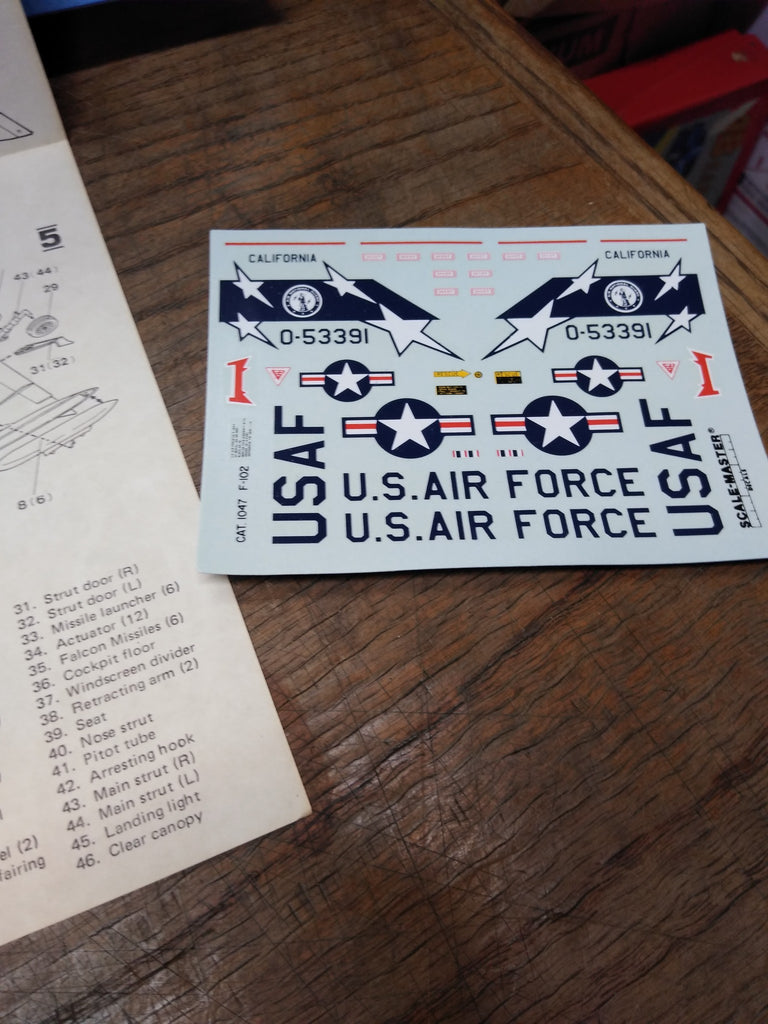 5
43(44)
29
31(32)
8(6)
31. Strut door (R)
32. Strut door (L)
33. Missile launcher (6)
34. Actuator (12)
35. Falcon Missiles (6)
36. Cockpit floor
37. Windscreen divider
38. Retracting arm (2)
39. Seat
40. Nose strut
41. Pitot tube
42. Arresting hook
43. Main strut (R)
44. Main strut (L)
45. Landing light
46. Clear canopy
(2)
fairing
CALIFORNIA
CALIFORNIA
0-53391
0-53391
1
1
RESCUE
USAF
USAF
U.S.AIR FORCE
U.S.AIR FORCE
CAT. 1047 F-102
SCALE-MASTER®